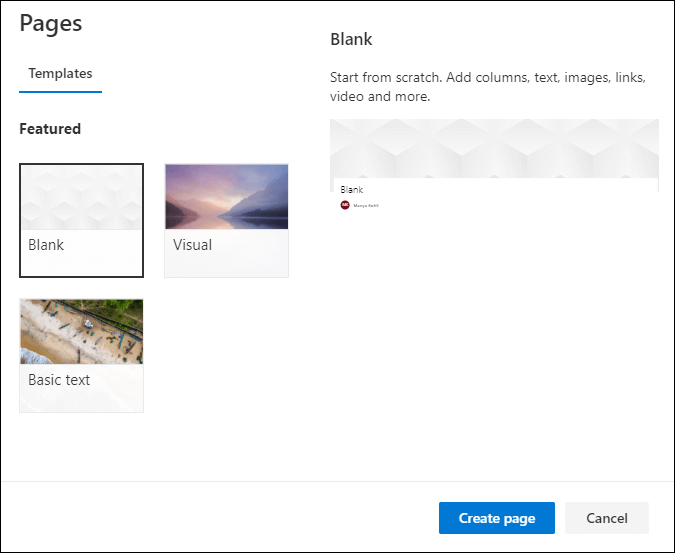 Pages
Templates
Featured
Blank
Visual
Basic text
Blank
Start from scratch. Add columns, text, images, links,
video and more.
Blank
Create page
Cancel